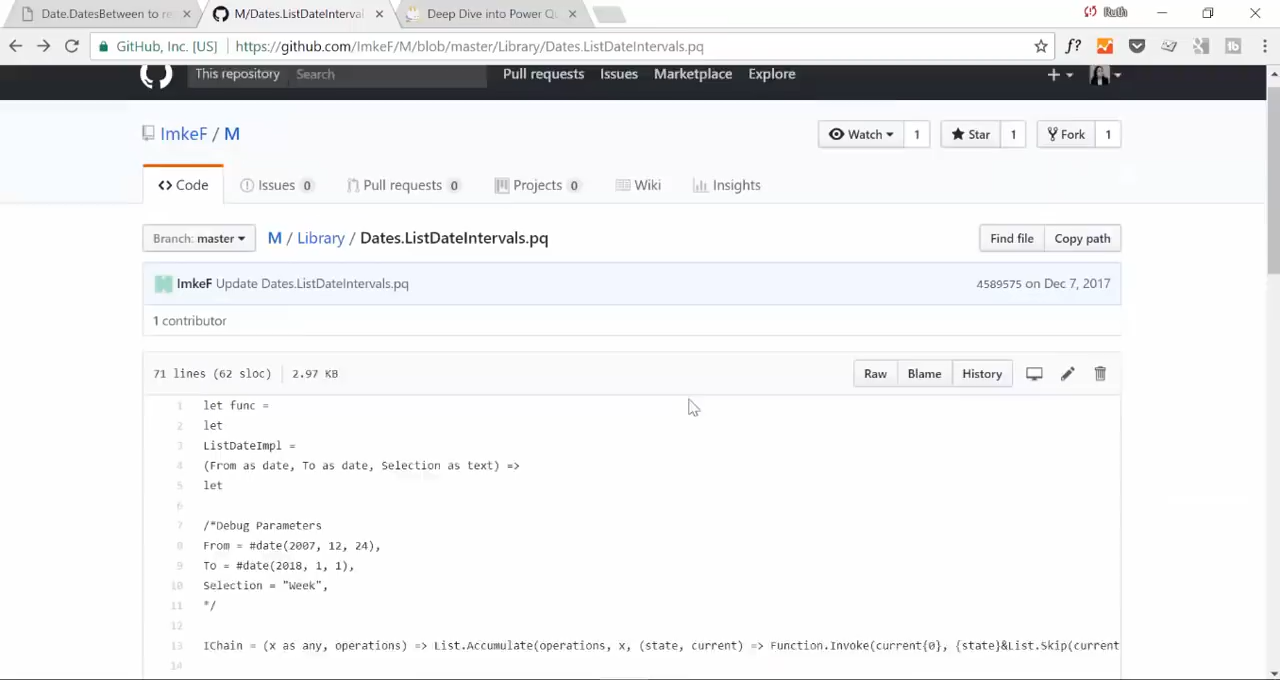 Date.DatesBetween to re
M/Dates.ListDateInterval
Deep Dive into Power Qu
Ruth
GitHub, Inc. [US]
https://github.com/ImkeF/M/blob/master/Library/Dates.ListDateIntervals.pq
f?
This repository
Search
Pull requests
Issues
Marketplace
Explore
ImkeF / M
Watch
1
Star
1
Fork
1
Code
Issues 0
Pull requests 0
Projects 0
Wiki
Insights
Branch: master
M / Library / Dates.ListDateIntervals.pq
Find file
Copy path
ImkeF Update Dates.ListDateIntervals.pq
4589575 on Dec 7, 2017
1 contributor
71 lines (62 sloc)
2.97 KB
Raw
Blame
History
1 let func =
2 let
3 ListDateImpl =
4 (From as date, To as date, Selection as text) =>
5 let
6
7 /*Debug Parameters
8 From = #date(2007, 12, 24),
9 To = #date(2018, 1, 1),
10 Selection = "Week",
11 */
12
13 IChain = (x as any, operations) => List.Accumulate(operations, x, (state, current) => Function.Invoke(current{0}, {state}&List.Skip(current
14